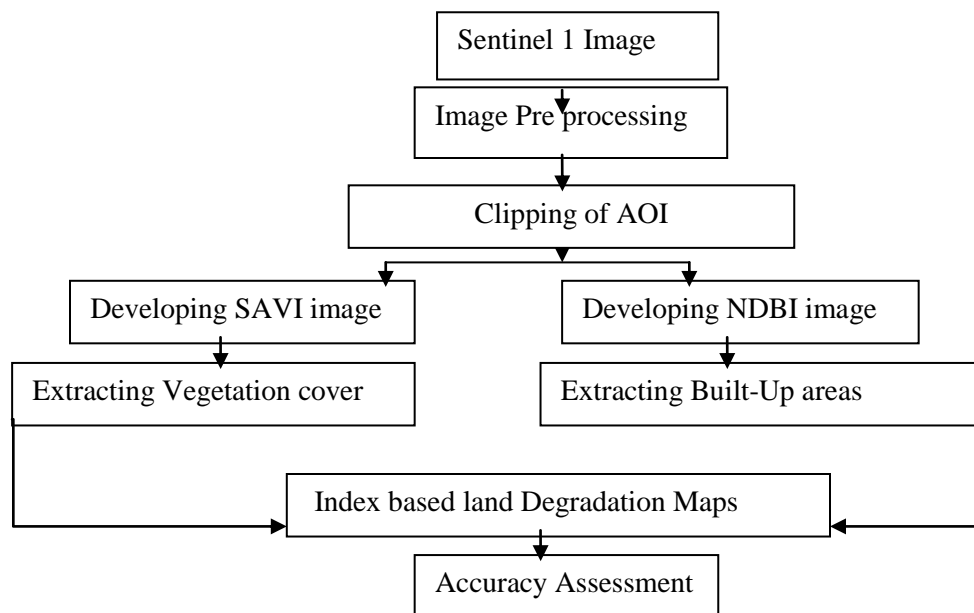 Sentinel 1 Image
Image Pre processing
Clipping of AOI
Developing SAVI image
Developing NDBI image
Extracting Vegetation cover
Extracting Built-Up areas
Index based land Degradation Maps
Accuracy Assessment